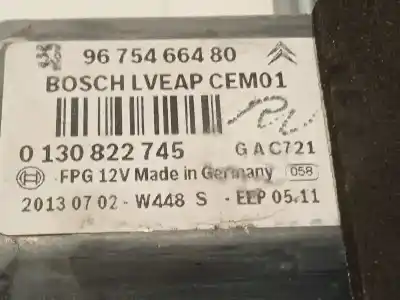 96 754 664 80
BOSCH LVEAP CEM01
0 130 822 745 G A C721
FPG 12V Made in Germany 058
2013 07 02 - W448 S - EEP 05.11